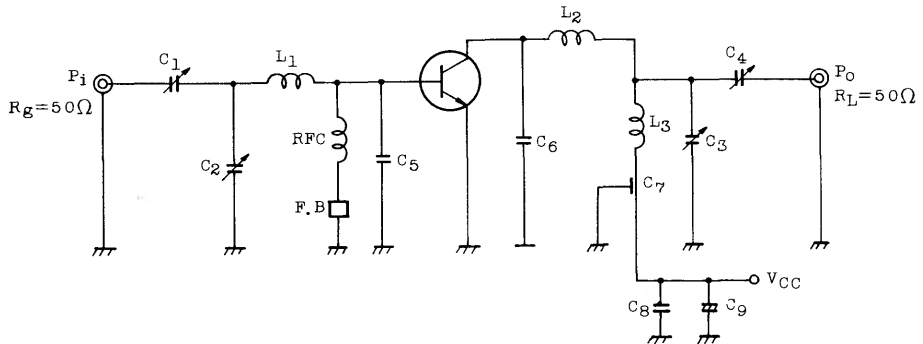 L2
C1
L1
C4
Pi
Po
Rg=50Ω
RL=50Ω
RFC
L3
C2
C5
C6
C3
C7
F.B
VCC
C8
C9